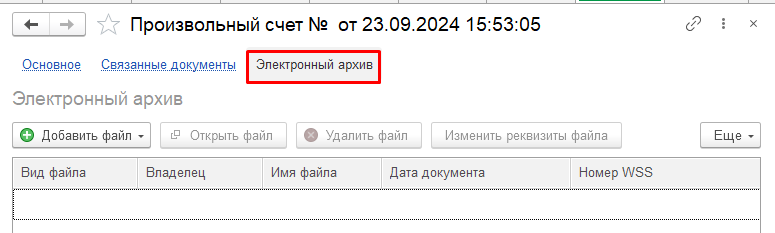 Произвольный счет № от 23.09.2024 15:53:05
Основное Связанные документы Электронный архив
Электронный архив
Добавить файл Открыть файл Удалить файл Изменить реквизиты файла Еще
Вид файла Владелец Имя файла Дата документа Номер WSS